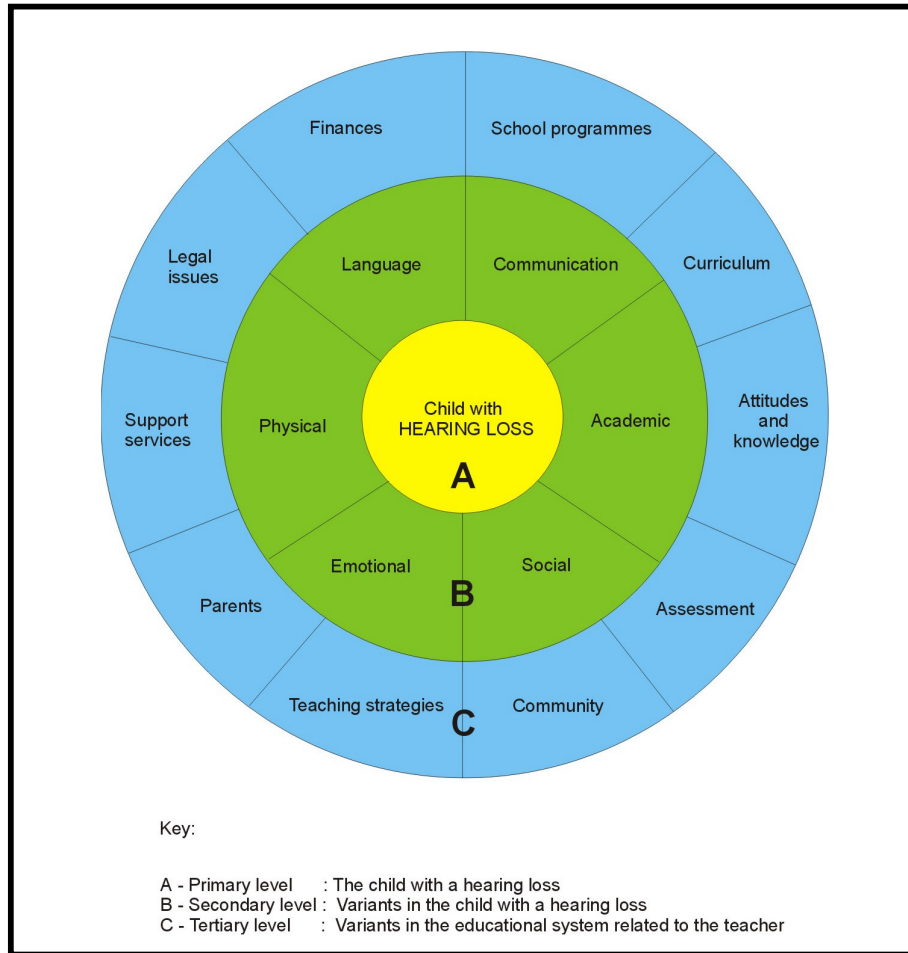 Finances
School programmes
Legal
issues
Language
Communication
Curriculum
Support
services
Physical
Child with
HEARING LOSS
A
Academic
Attitudes
and
knowledge
Emotional
B
Social
Parents
Assessment
Teaching strategies
C
Community
Key:
A - Primary level : The child with a hearing loss
B - Secondary level : Variants in the child with a hearing loss
C - Tertiary level : Variants in the educational system related to the teacher